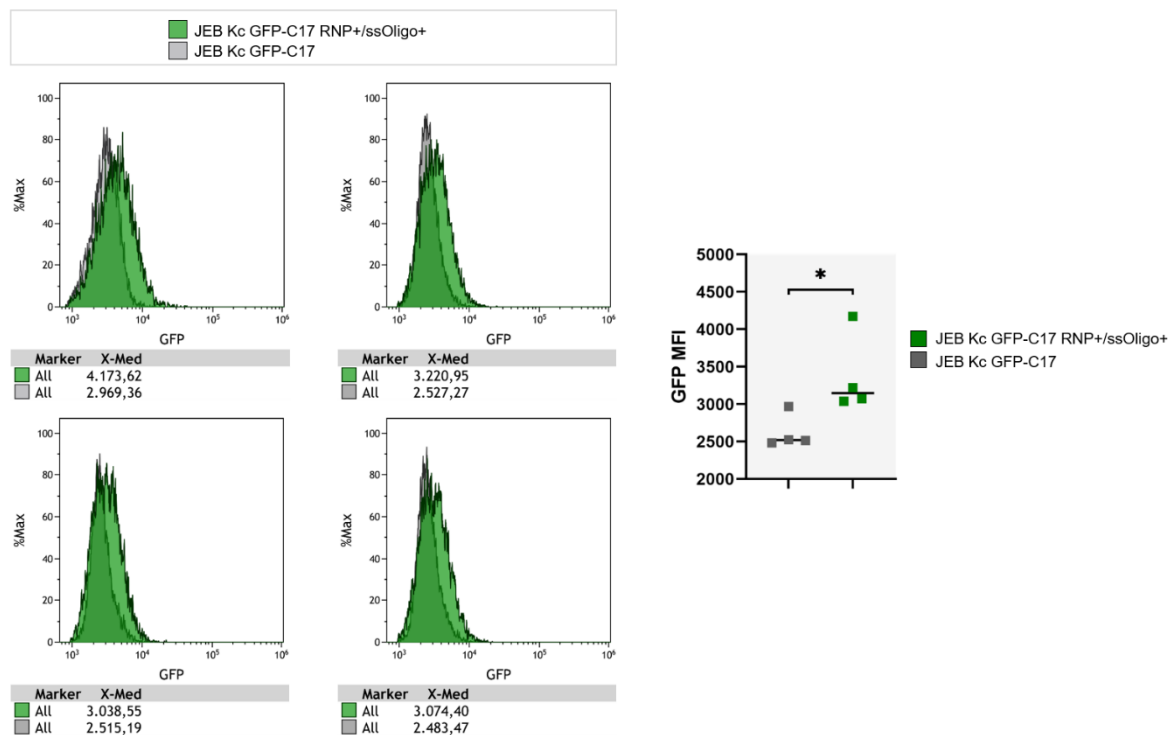 JEB Kc GFP-C17 RNP+/ssOligo+
JEB Kc GFP-C17
100
80
60
40
20
0
%Max
10³ 10⁴ 10⁵ 10⁶
GFP
Marker X-Med
All 4.173,62
All 2.969,36
100
80
60
40
20
0
%Max
10³ 10⁴ 10⁵ 10⁶
GFP
Marker X-Med
All 3.220,95
All 2.527,27
100
80
60
40
20
0
%Max
10³ 10⁴ 10⁵ 10⁶
GFP
Marker X-Med
All 3.038,55
All 2.515,19
100
80
60
40
20
0
%Max
10³ 10⁴ 10⁵ 10⁶
GFP
Marker X-Med
All 3.074,40
All 2.483,47
5000
4500
4000
3500
3000
2500
2000
GFP MFI
*
JEB Kc GFP-C17 RNP+/ssOligo+
JEB Kc GFP-C17